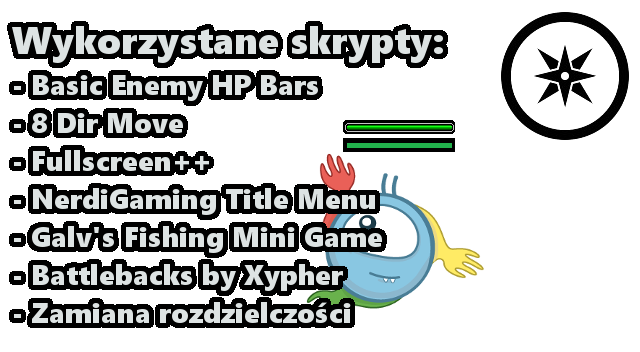 Wykorzystane skrypty:
- Basic Enemy HP Bars
- 8 Dir Move
- Fullscreen++
- NerdiGaming Title Menu
- Galv's Fishing Mini Game
- Battlebacks by Xypher
- Zamiana rozdzielczości